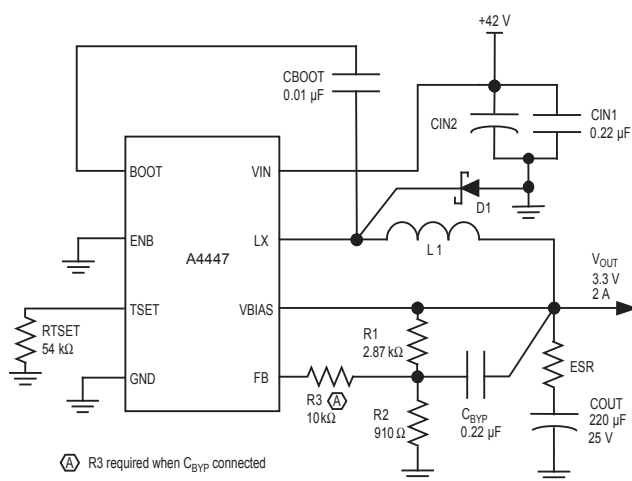 +42 V
CBOOT
0.01 µF
CIN2
CIN1
0.22 µF
BOOT
VIN
D1
ENB
A4447
LX
L1
VOUT
3.3 V
2 A
TSET
VBIAS
RTSET
54 kΩ
R1
2.87 kΩ
ESR
GND
FB
R3
10 kΩ
A
R2
910 Ω
CBYP
0.22 µF
COUT
220 µF
25 V
A R3 required when CBYP connected